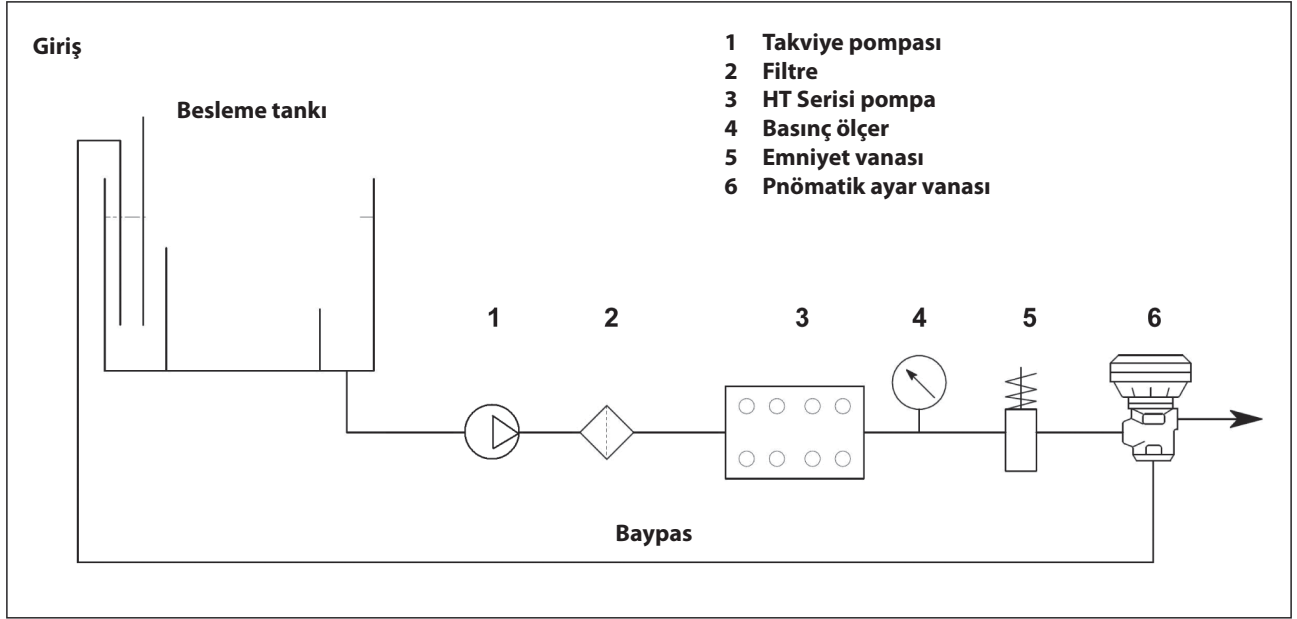 Giriş
Besleme tankı
1 Takviye pompası
2 Filtre
3 HT Serisi pompa
4 Basınç ölçer
5 Emniyet vanası
6 Pnömatik ayar vanası
1 2 3 4 5 6
Baypas